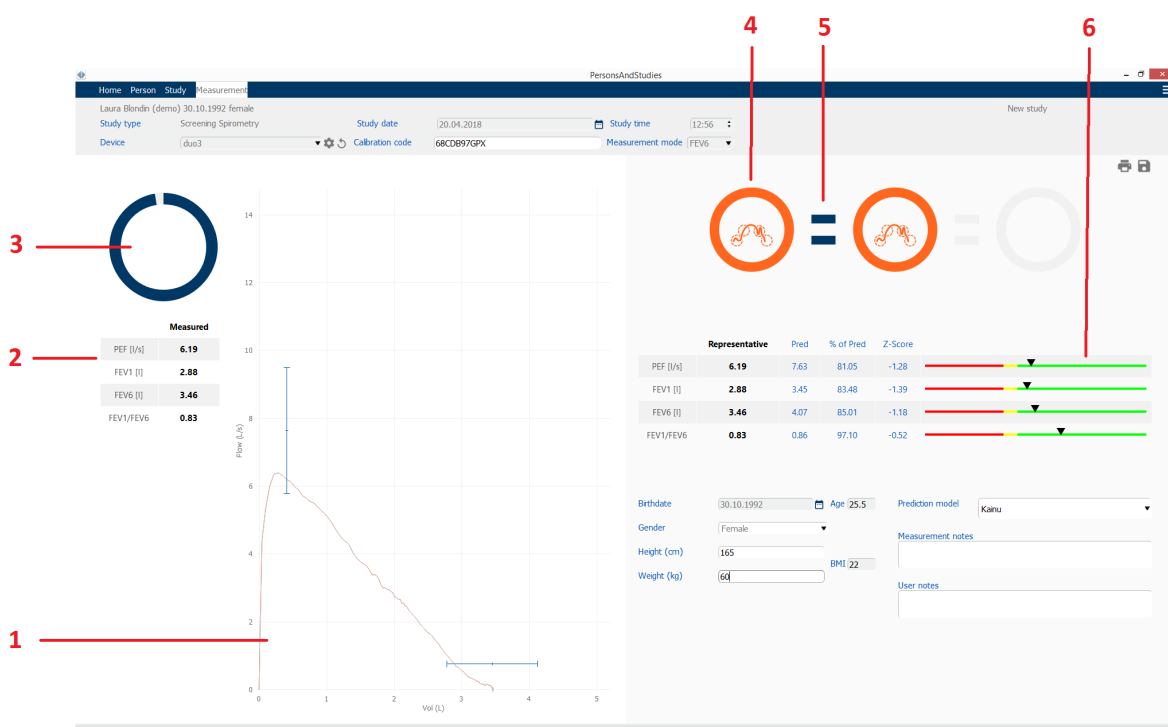 4 5 6
PersonsAndStudies
Home Person Study Measurement
Laura Blondin (demo) 30.10.1992 female New study
Study type Screening Spirometry Study date 20.04.2018 Study time 12:56
Device duo3 Calibration code 68CDB97GPX Measurement mode FEV6
3
2
Measured
PEF [l/s] 6.19
FEV1 [l] 2.88
FEV6 [l] 3.46
FEV1/FEV6 0.83
1
Flow (L/s)
14
12
10
8
6
4
2
0
0 1 2 3 4 5
Vol (L)
Representative Pred % of Pred Z-Score
PEF [l/s] 6.19 7.63 81.05 -1.28
FEV1 [l] 2.88 3.45 83.48 -1.39
FEV6 [l] 3.46 4.07 85.01 -1.18
FEV1/FEV6 0.83 0.86 97.10 -0.52
Birthdate 30.10.1992 Age 25.5 Prediction model Kainu
Gender Female
Measurement notes
Height (cm) 165
BMI 22
Weight (kg) 60
User notes